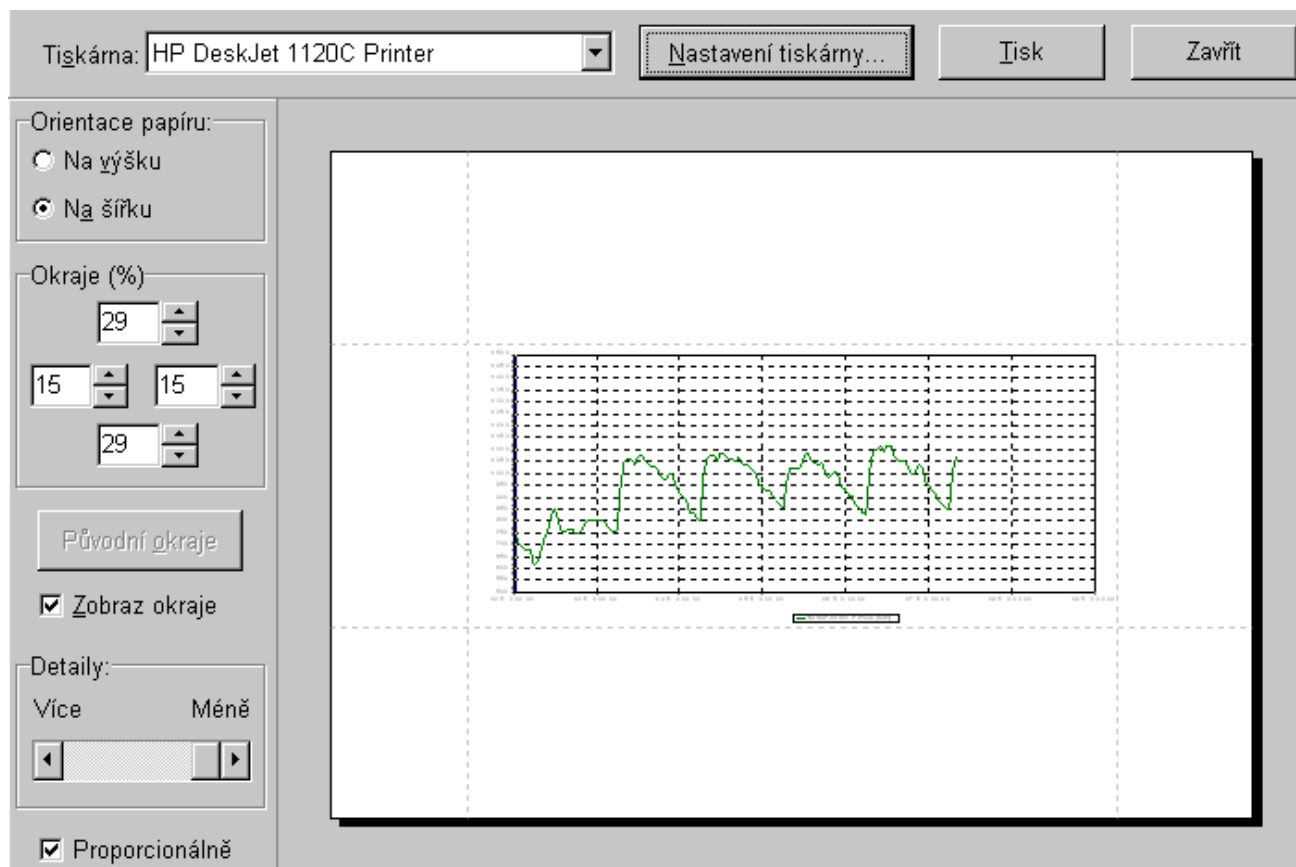 Tiskárna: HP DeskJet 1120C Printer Nastavení tiskárny... Tisk Zavřít
Orientace papíru:
Na výšku
Na šířku
Okraje (%)
29
15 15
29
Původní okraje
Zobraz okraje
Detaily:
Více Méně
Proporcionálně